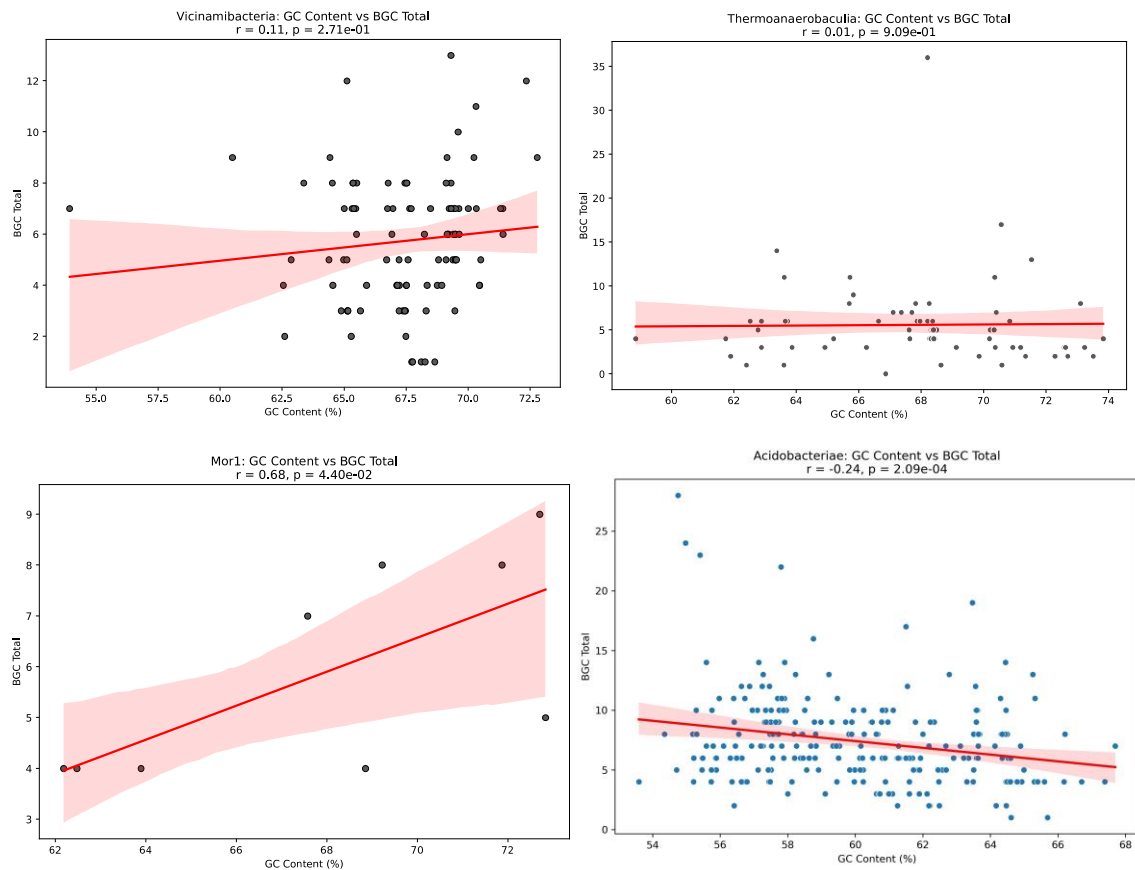 Vicinamibacteria: GC Content vs BGC Total
r = 0.11, p = 2.71e-01
BGC Total
12
10
8
6
4
2
55.0 57.5 60.0 62.5 65.0 67.5 70.0 72.5
GC Content (%)
Thermoanaerobaculia: GC Content vs BGC Total
r = 0.01, p = 9.09e-01
BGC Total
35
30
25
20
15
10
5
0
60 62 64 66 68 70 72 74
GC Content (%)
Mor1: GC Content vs BGC Total
r = 0.68, p = 4.40e-02
BGC Total
9
8
7
6
5
4
3
62 64 66 68 70 72
GC Content (%)
Acidobacteriae: GC Content vs BGC Total
r = -0.24, p = 2.09e-04
BGC Total
25
20
15
10
5
0
54 56 58 60 62 64 66 68
GC Content (%)